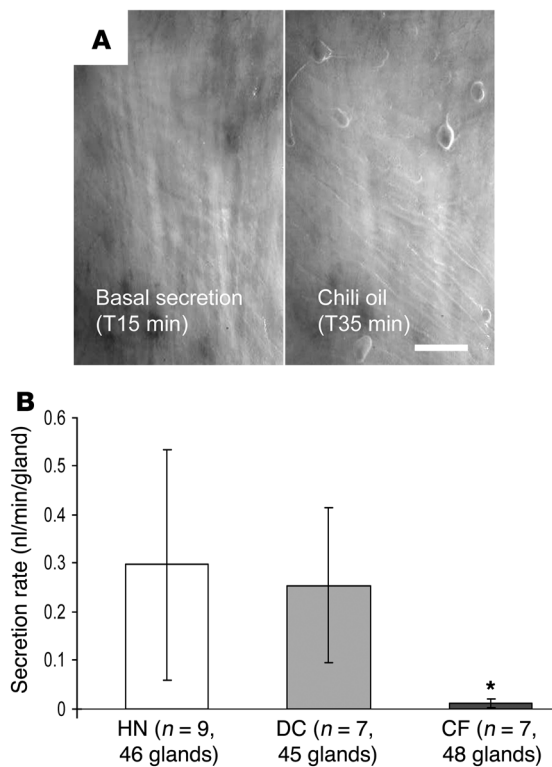 A
Basal secretion
(T15 min)
Chili oil
(T35 min)
B
0.6
0.5
0.4
0.3
0.2
0.1
0
Secretion rate (nl/min/gland)
*
HN (n = 9,
46 glands)
DC (n = 7,
45 glands)
CF (n = 7,
48 glands)